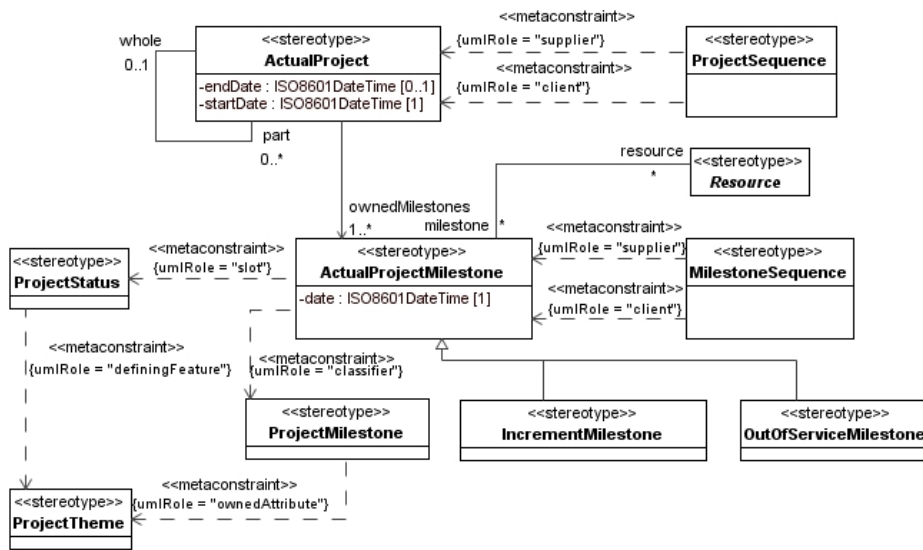 <<metaconstraint>>
whole
<<stereotype>>
ActualProject
{umlRole = "supplier"}
<<stereotype>>
ProjectSequence
0..1
-endDate : ISO8601DateTime [0..1]
-startDate : ISO8601DateTime [1]
<<metaconstraint>>
{umlRole = "client"}
part
0..*
resource
*
<<stereotype>>
Resource
ownedMilestones
1..*
milestone
*
<<metaconstraint>>
{umlRole = "supplier"}
<<stereotype>>
ProjectStatus
<<metaconstraint>>
{umlRole = "slot"}
<<stereotype>>
ActualProjectMilestone
-date : ISO8601DateTime [1]
<<stereotype>>
MilestoneSequence
<<metaconstraint>>
{umlRole = "client"}
<<metaconstraint>>
{umlRole = "definingFeature"}
<<metaconstraint>>
{umlRole = "classifier"}
<<stereotype>>
ProjectMilestone
<<stereotype>>
IncrementMilestone
<<stereotype>>
OutOfServiceMilestone
<<metaconstraint>>
{umlRole = "ownedAttribute"}
<<stereotype>>
ProjectTheme